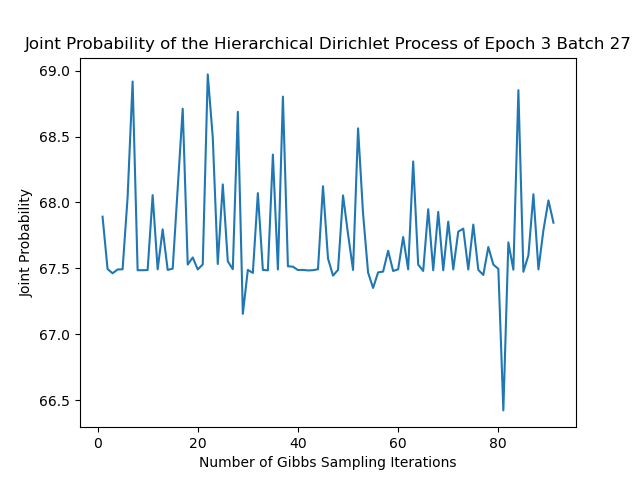 Joint Probability of the Hierarchical Dirichlet Process of Epoch 3 Batch 27
69.0
68.5
68.0
67.5
67.0
66.5
Joint Probability
0 20 40 60 80
Number of Gibbs Sampling Iterations